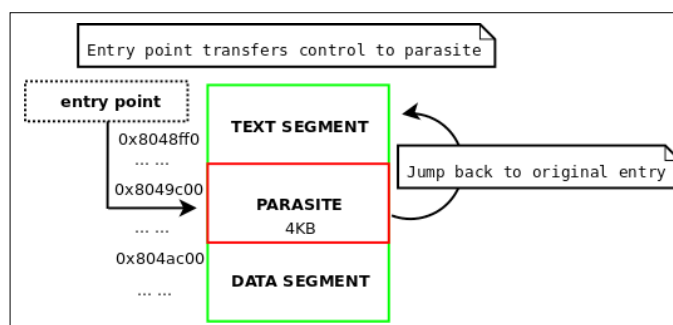 Entry point transfers control to parasite
entry point
TEXT SEGMENT
0x8048ff0
... ...
Jump back to original entry
0x8049c00
PARASITE
4KB
... ...
0x804ac00
DATA SEGMENT
... ...